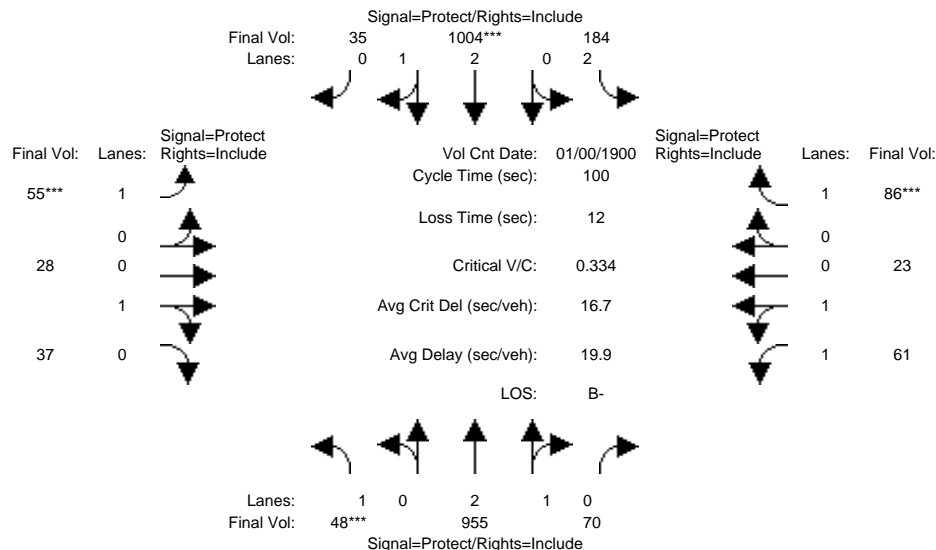 Signal=Protect/Rights=Include
Final Vol: 35 1004*** 184
Lanes: 0 1 2 0 2
Signal=Protect
Final Vol: Lanes: Rights=Include
Vol Cnt Date: 01/00/1900
Signal=Protect
Rights=Include Lanes: Final Vol:
Cycle Time (sec): 100
55*** 1
1 86***
Loss Time (sec): 12
0
0
28 0
Critical V/C: 0.334
0 23
1
Avg Crit Del (sec/veh): 16.7
1
37 0
Avg Delay (sec/veh): 19.9
1 61
LOS: B-
Lanes: 1 0 2 1 0
Final Vol: 48*** 955 70
Signal=Protect/Rights=Include